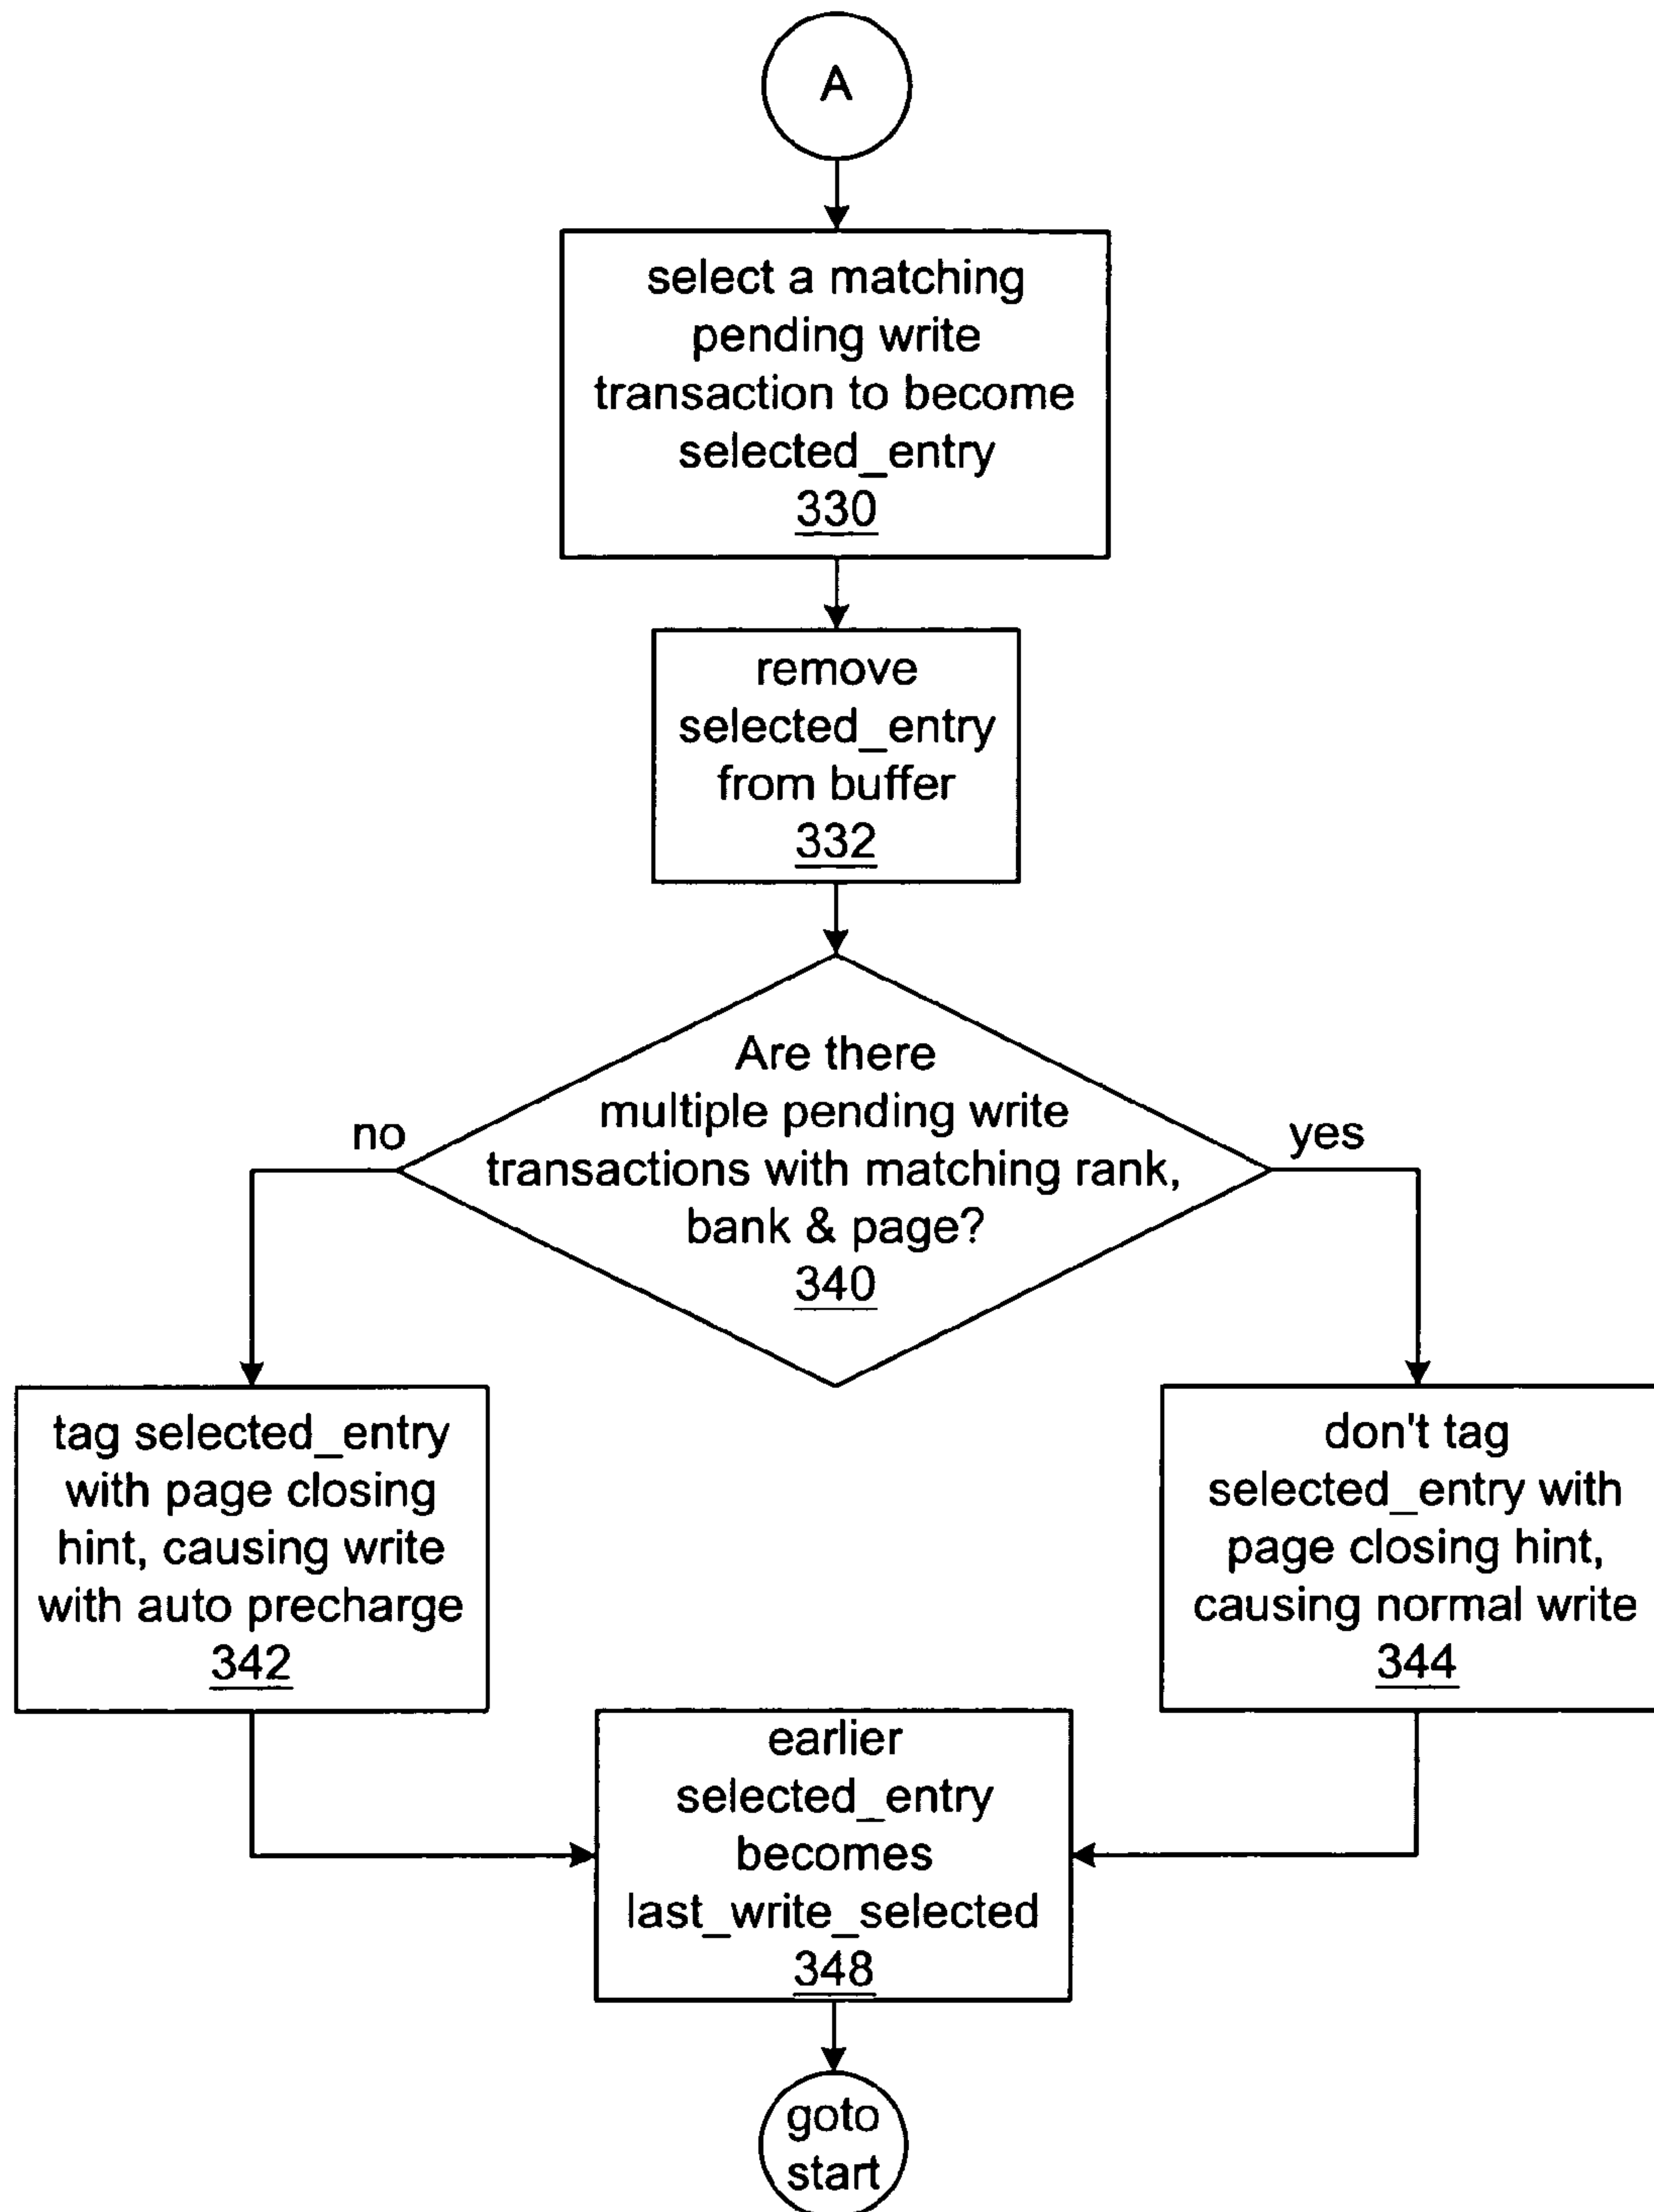 A
select a matching
pending write
transaction to become
selected_entry
330
remove
selected_entry
from buffer
332
Are there
multiple pending write
transactions with matching rank,
bank & page?
340
no
yes
tag selected_entry
with page closing
hint, causing write
with auto precharge
342
don't tag
selected_entry with
page closing hint,
causing normal write
344
earlier
selected_entry
becomes
last_write_selected
348
goto
start